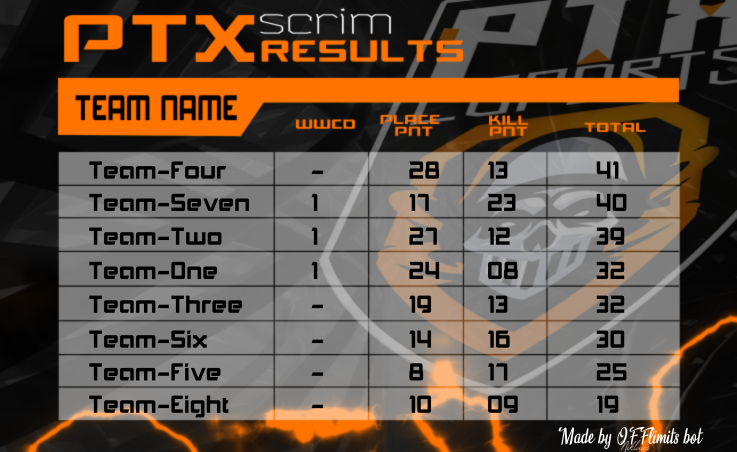 PTX scrim
RESULTS
PTX
ESPORTS
TEAM NAME WWCD PLACE PNT KILL PNT TOTAL
Team-Four - 28 13 41
Team-Seven 1 17 23 40
Team-Two 1 27 12 39
Team-One 1 24 08 32
Team-Three - 19 13 32
Team-Six - 14 16 30
Team-Five - 8 17 25
Team-Eight - 10 09 19
Made by OFFlimits bot